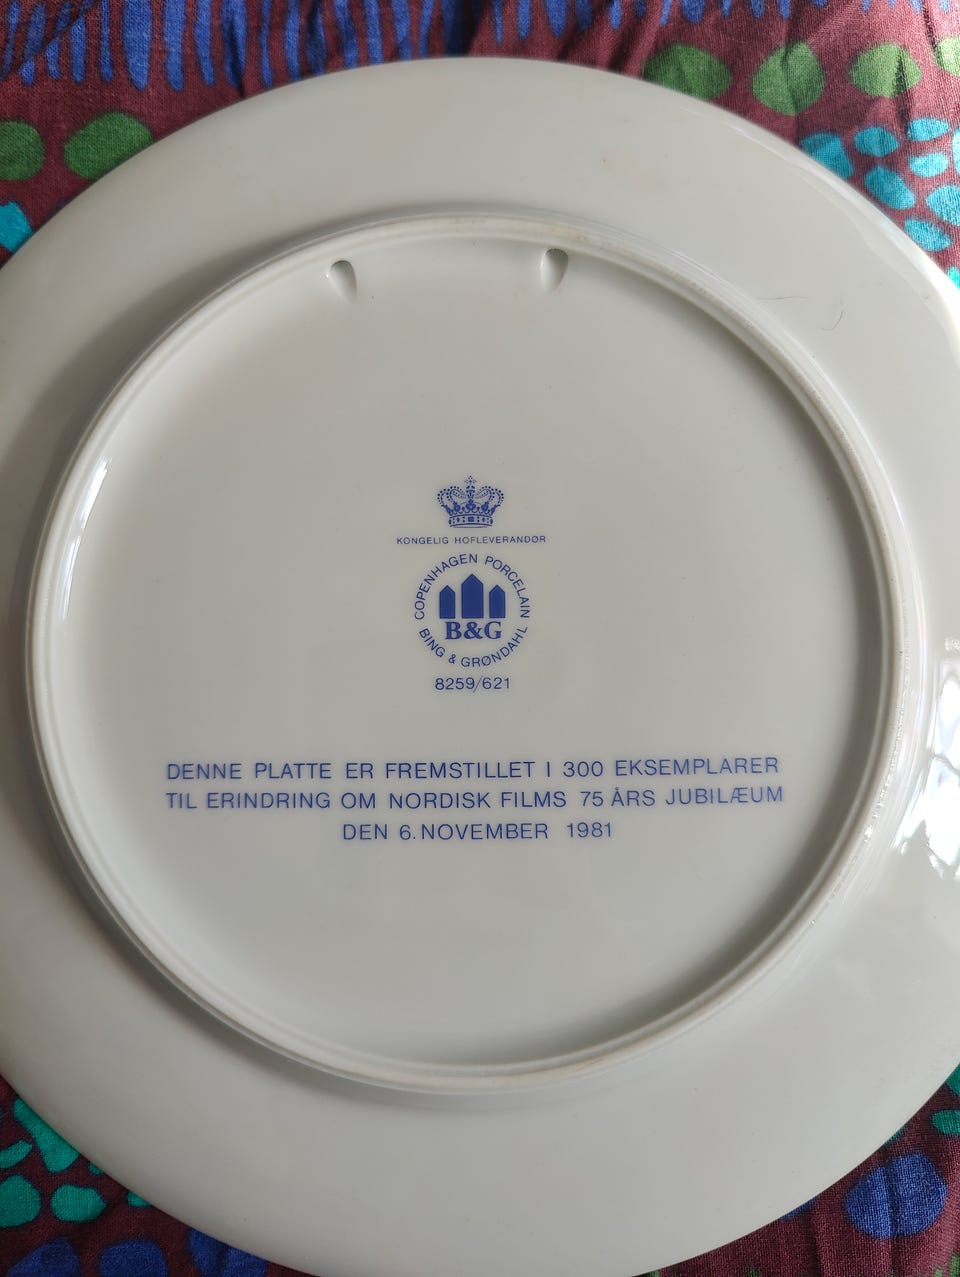 KONGELIG HOFLEVERANDØR
COPENHAGEN PORCELAIN
B&G
BING & GRØNDAHL
8259/621
DENNE PLATTE ER FREMSTILLET I 300 EKSEMPLARER
TIL ERINDRING OM NORDISK FILMS 75 ÅRS JUBILÆUM
DEN 6. NOVEMBER 1981